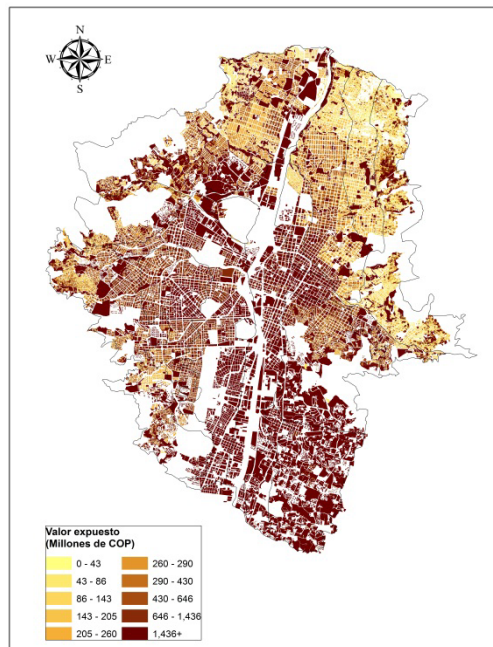 N
W E
S
Valor expuesto
(Millones de COP)
0 - 43
43 - 86
86 - 143
143 - 205
205 - 260
260 - 290
290 - 430
430 - 646
646 - 1,436
1,436+